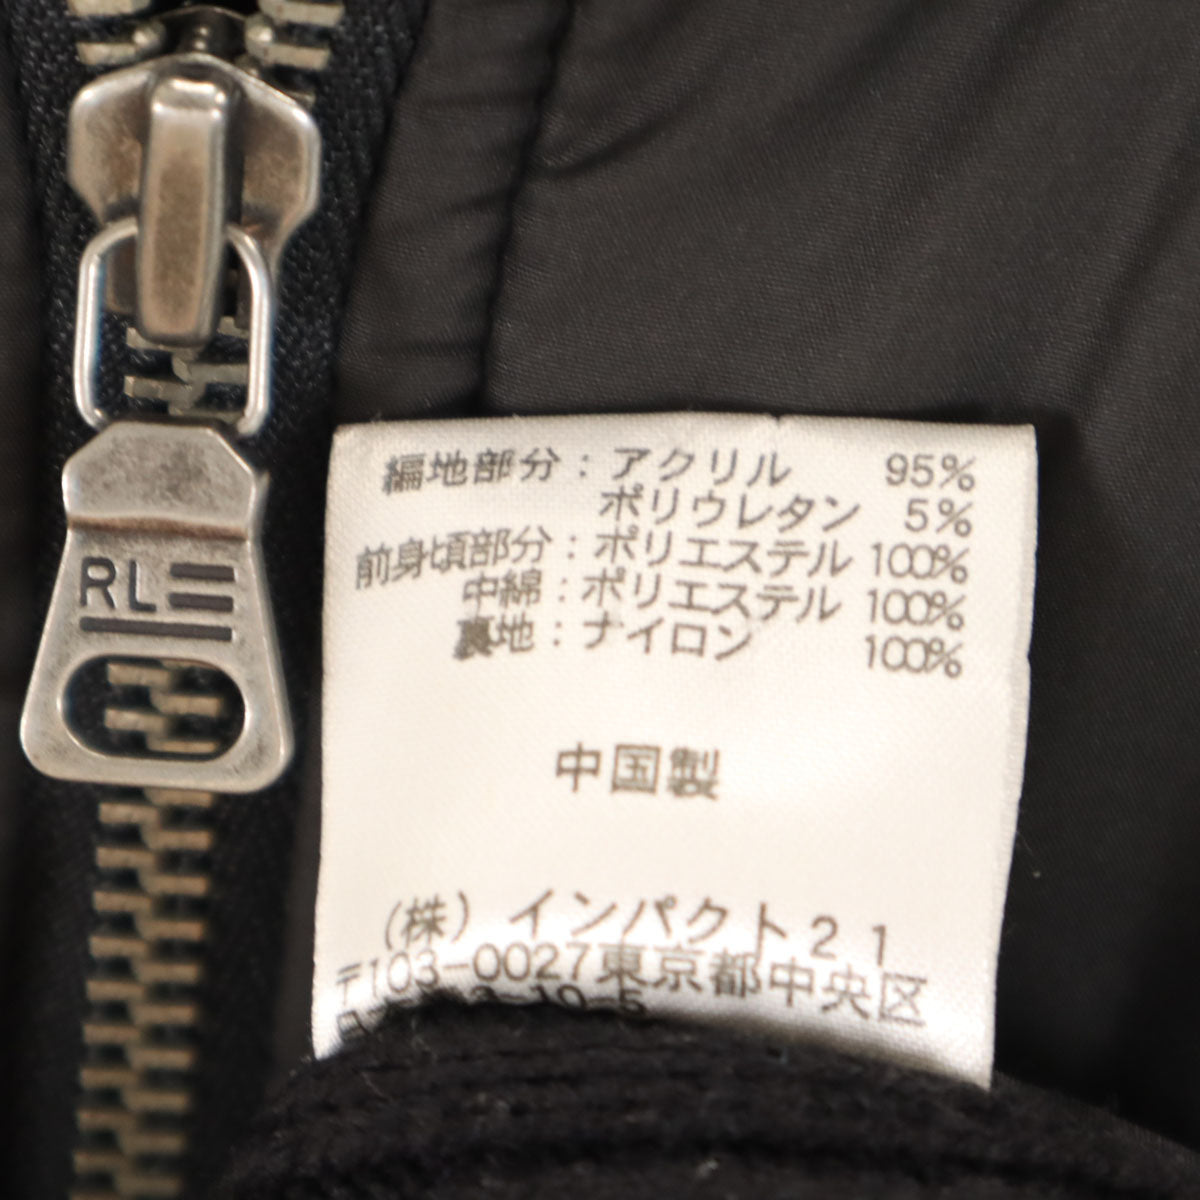 RL
編地部分：アクリル 95%
ポリウレタン 5%
前身頃部分：ポリエステル 100%
中綿：ポリエステル 100%
裏地：ナイロン 100%
中国製
(株) インパクト21
〒103-0027東京都中央区
3-10-5